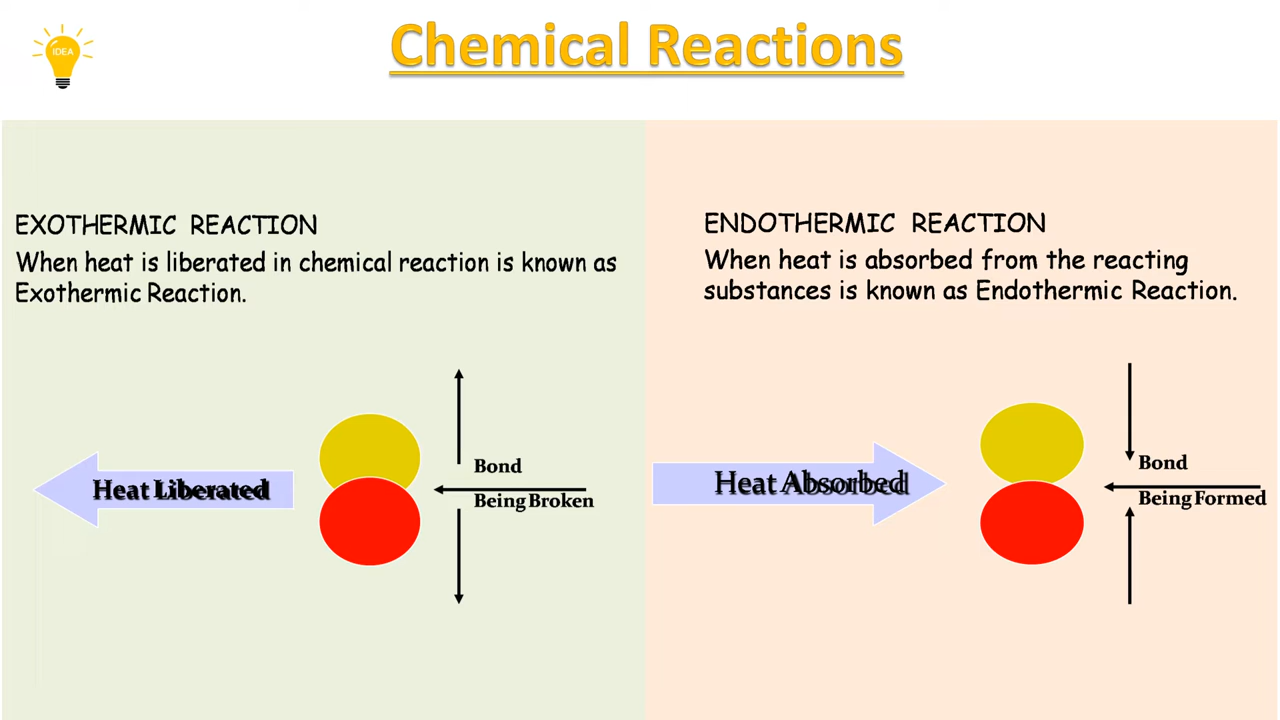 IDEA
Chemical Reactions
EXOTHERMIC REACTION
When heat is liberated in chemical reaction is known as
Exothermic Reaction.
Heat Liberated
Bond
Being Broken
ENDOTHERMIC REACTION
When heat is absorbed from the reacting
substances is known as Endothermic Reaction.
Heat Absorbed
Bond
Being Formed